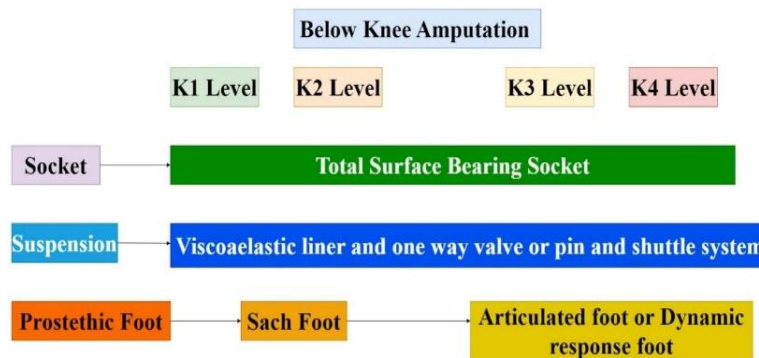 Below Knee Amputation
K1 Level
K2 Level
K3 Level
K4 Level
Socket
Total Surface Bearing Socket
Suspension
Viscoaelastic liner and one way valve or pin and shuttle system
Prostethic Foot
Sach Foot
Articulated foot or Dynamic
response foot